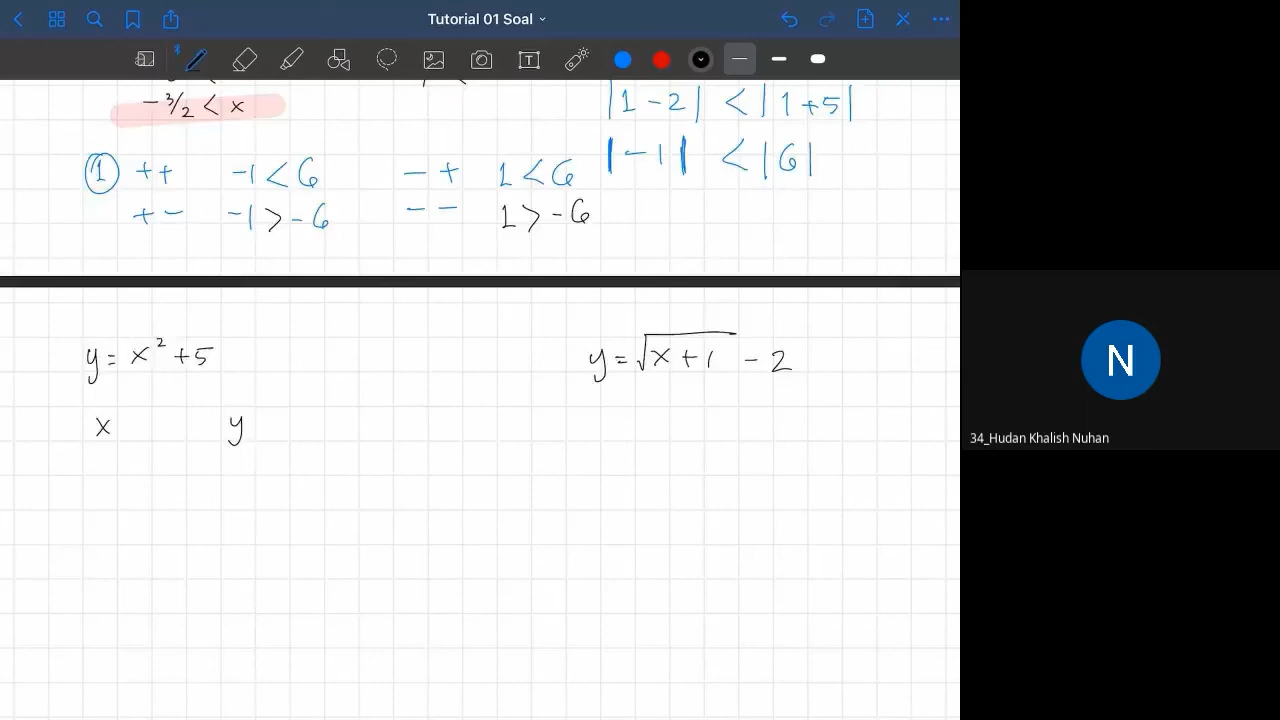 Tutorial 01 Soal
-3/2 < x
|1 - 2| < |1 + 5|
|-1| < |6|
① ++ -1 < 6 - + 1 < 6
+ - -1 > -6 - - 1 > -6
y = x² + 5 y = √(x + 1) - 2
x y
N
34_Hudan Khalish Nuhan